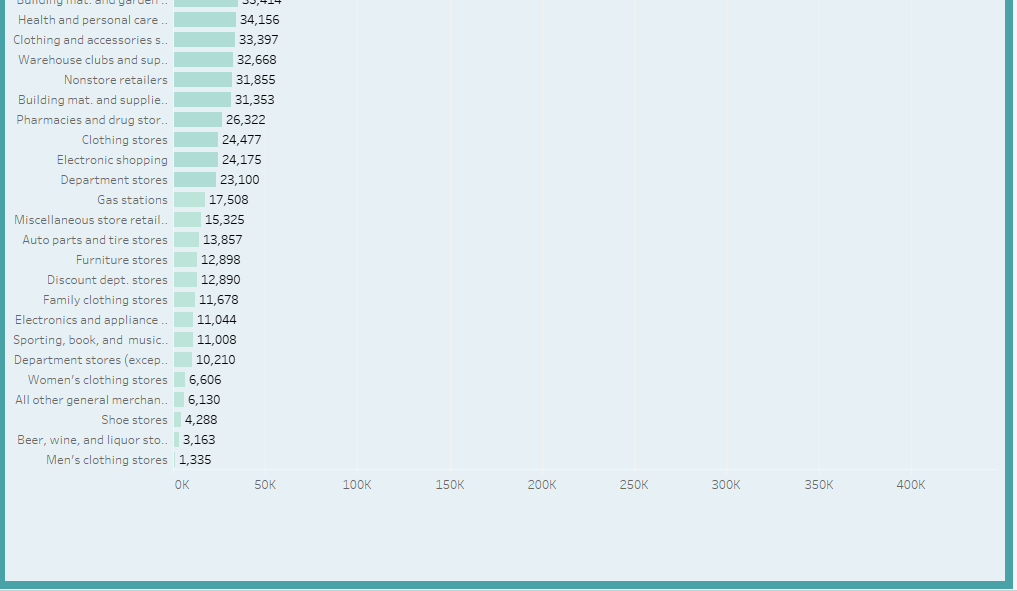 Building mat. and garden .. 35,414
Health and personal care .. 34,156
Clothing and accessories s.. 33,397
Warehouse clubs and sup.. 32,668
Nonstore retailers 31,855
Building mat. and supplie.. 31,353
Pharmacies and drug stor.. 26,322
Clothing stores 24,477
Electronic shopping 24,175
Department stores 23,100
Gas stations 17,508
Miscellaneous store retail.. 15,325
Auto parts and tire stores 13,857
Furniture stores 12,898
Discount dept. stores 12,890
Family clothing stores 11,678
Electronics and appliance .. 11,044
Sporting, book, and music.. 11,008
Department stores (excep.. 10,210
Women's clothing stores 6,606
All other general merchan.. 6,130
Shoe stores 4,288
Beer, wine, and liquor sto.. 3,163
Men's clothing stores 1,335
0K 50K 100K 150K 200K 250K 300K 350K 400K